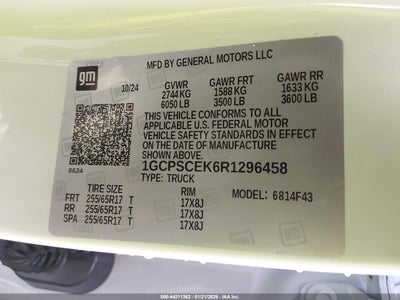 MFD BY GENERAL MOTORS LLC
gm
10/24 GVWR GAWR FRT GAWR RR
2744 KG 1588 KG 1633 KG
6050 LB 3500 LB 3600 LB
THIS VEHICLE CONFORMS TO ALL
APPLICABLE U.S. FEDERAL MOTOR
VEHICLE SAFETY STANDARDS IN EFFECT
ON THE DATE OF MANUFACTURE
SHOWN ABOVE.
1GCPSCEK6R1296458
8624 TYPE: TRUCK
TIRE SIZE RIM MODEL: 6814F43
FRT 255/65R17 T 17X8J
RR 255/65R17 T 17X8J
SPA 255/65R17 T 17X8J
000-44211362 - 01/21/2026 - IAA Inc.